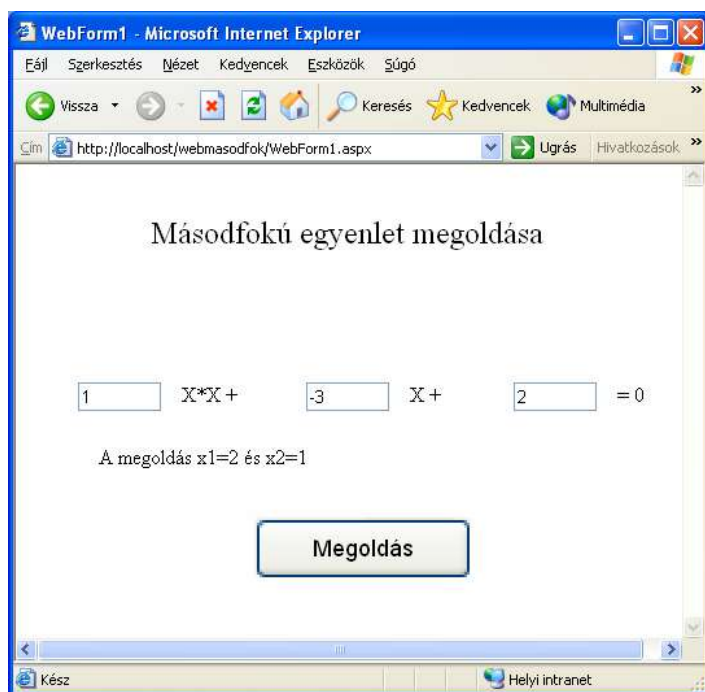 WebForm1 - Microsoft Internet Explorer
Fájl Szerkesztés Nézet Kedvencek Eszközök Súgó
Vissza Keresés Kedvencek Multimédia »
Cím http://localhost/webmasodfok/WebForm1.aspx Ugrás Hivatkozások »
Másodfokú egyenlet megoldása
1 X*X + -3 X + 2 = 0
A megoldás x1=2 és x2=1
Megoldás
Kész Helyi intranet